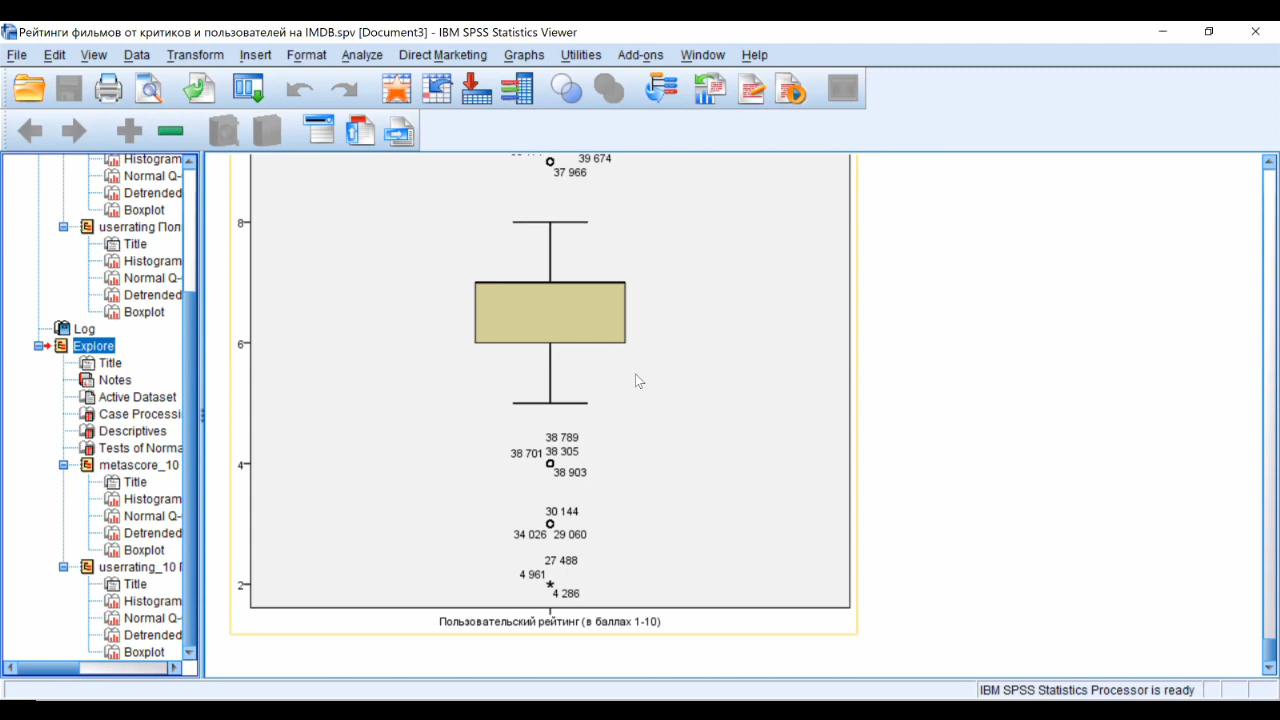 Рейтинги фильмов от критиков и пользователей на IMDB.spv [Document3] - IBM SPSS Statistics Viewer
File Edit View Data Transform Insert Format Analyze Direct Marketing Graphs Utilities Add-ons Window Help
Histogram
Normal Q-
Detrended
Boxplot
userrating Пол
Title
Histogram
Normal Q-
Detrended
Boxplot
Log
Explore
Title
Notes
Active Dataset
Case Processi
Descriptives
Tests of Norma
metascore_10
Title
Histogram
Normal Q-
Detrended
Boxplot
userrating_10
Title
Histogram
Normal Q-
Detrended
Boxplot
39 674
37 966
8
6
38 789
38 701 38 305
4
38 903
30 144
34 026 29 060
27 488
4 961
2
4 286
Пользовательский рейтинг (в баллах 1-10)
IBM SPSS Statistics Processor is ready